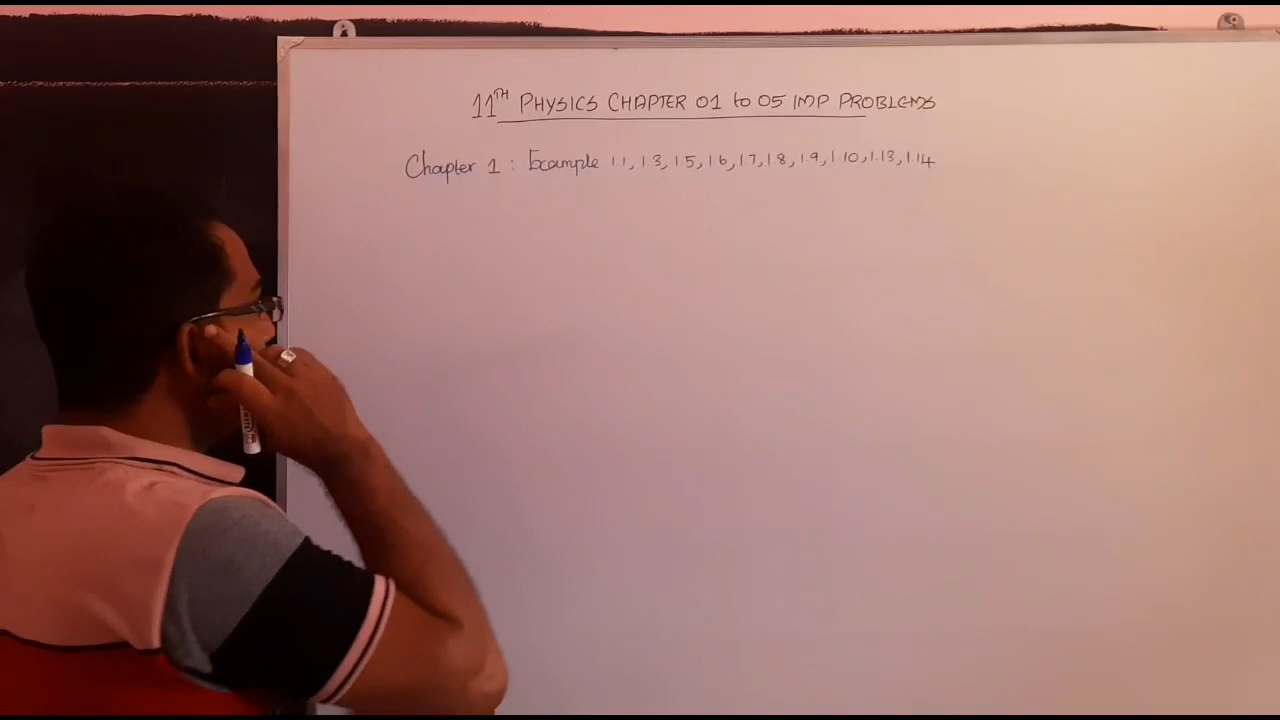 11TH PHYSICS CHAPTER 01 to 05 IMP PROBLEMS
Chapter 1 : Example 1.1, 1.3, 1.5, 1.6, 1.7, 1.8, 1.9, 1.10, 1.13, 1.14